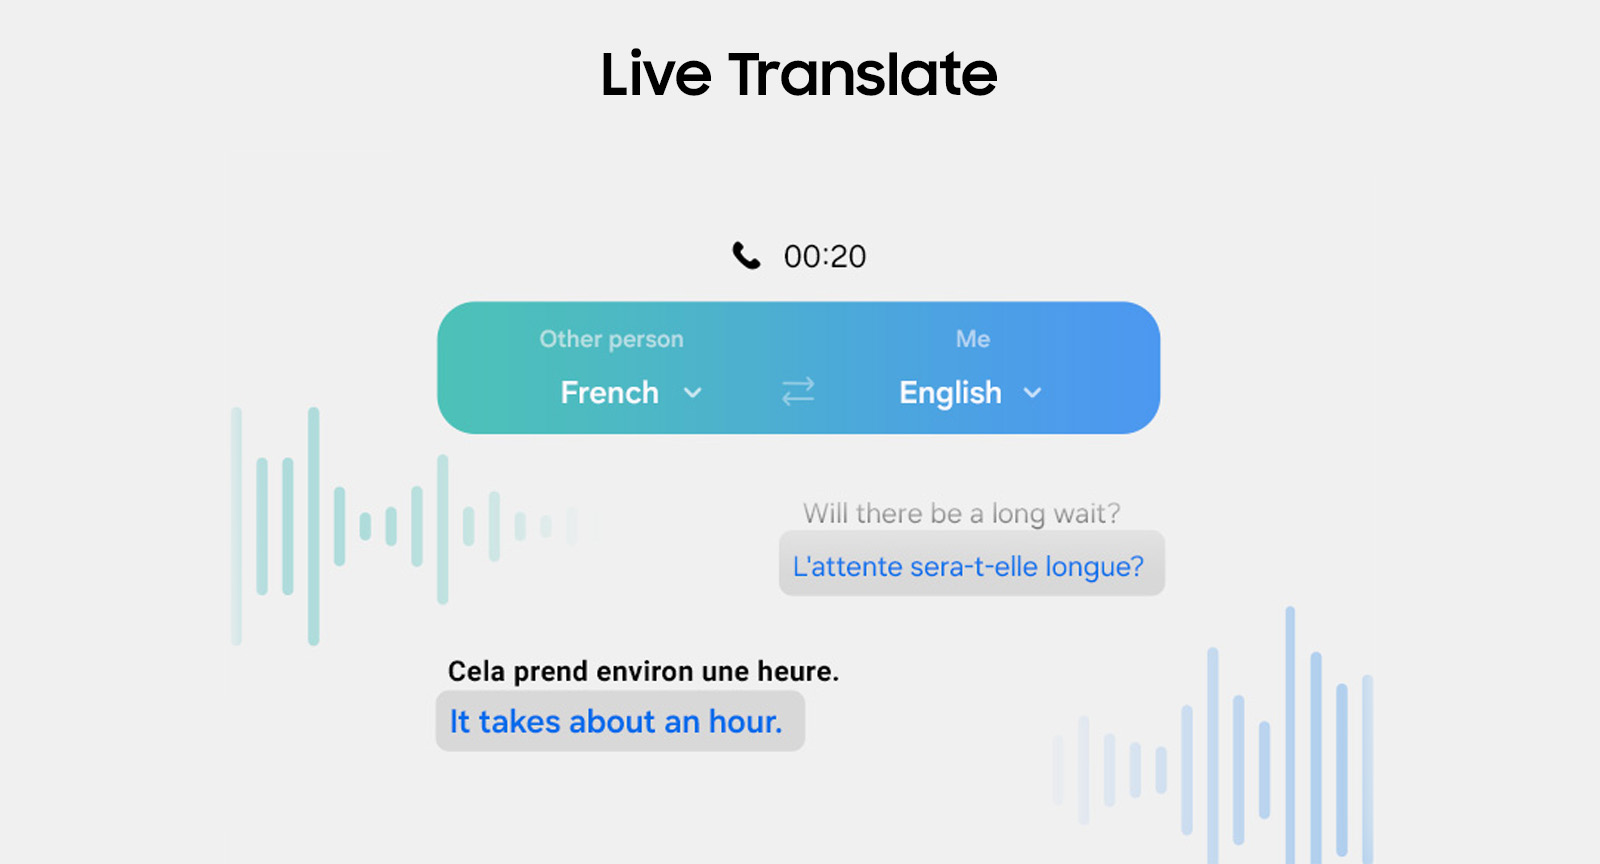 Live Translate
00:20
Other person
Me
French
English
Will there be a long wait?
L'attente sera-t-elle longue?
Cela prend environ une heure.
It takes about an hour.